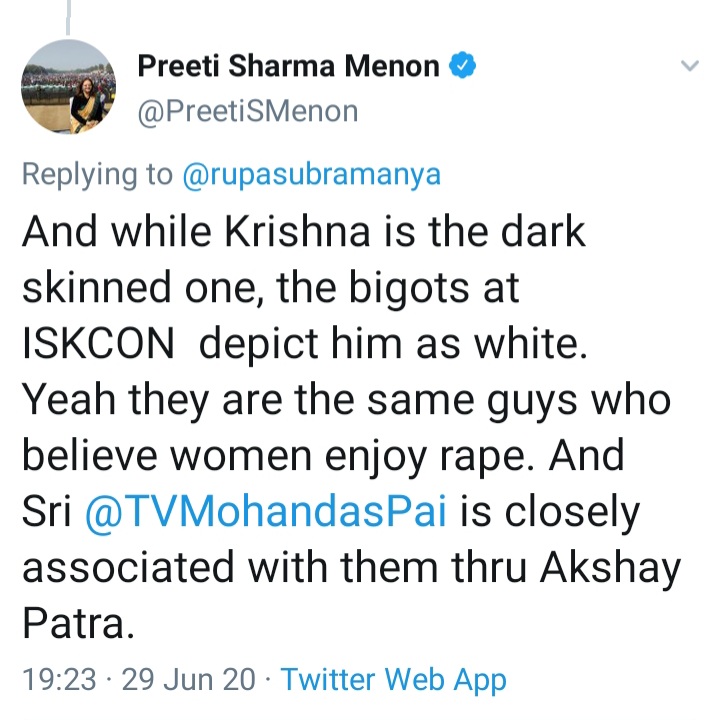 Preeti Sharma Menon
@PreetiSMenon
Replying to @rupasubramanya
And while Krishna is the dark
skinned one, the bigots at
ISKCON  depict him as white.
Yeah they are the same guys who
believe women enjoy rape. And
Sri @TVMohandasPai is closely
associated with them thru Akshay
Patra.
19:23 · 29 Jun 20 · Twitter Web App